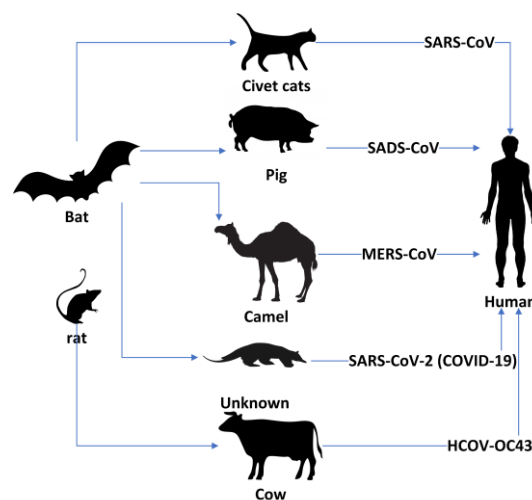 SARS-CoV
Civet cats
SADS-CoV
Pig
Bat
MERS-CoV
Camel
Human
rat
SARS-CoV-2 (COVID-19)
Unknown
HCOV-OC43
Cow